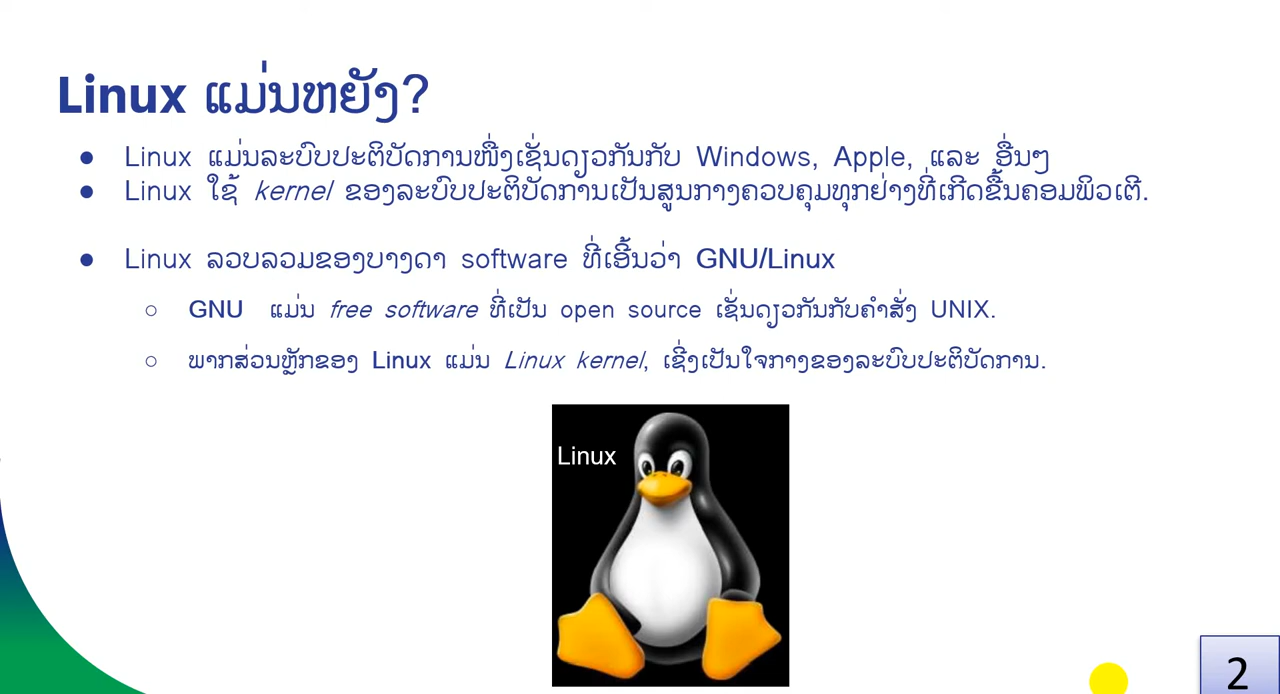 Linux ແມ່ນຫຍັງ?
● Linux ແມ່ນລະບົບປະຕິບັດການໜື່ງເຊັ່ນດຽວກັນກັບ Windows, Apple, ແລະ ອື່ນໆ
● Linux ໃຊ້ kernel ຂອງລະບົບປະຕິບັດການເປັນສູນກາງຄວບຄຸມທຸກຢ່າງທີ່ເກີດຂື້ນຄອມພິວເຕີ.
● Linux ລວບລວມຂອງບາງດາ software ທີ່ເອີ້ນວ່າ GNU/Linux
○ GNU ແມ່ນ free software ທີ່ເປັນ open source ເຊັ່ນດຽວກັນກັບຄຳສັ່ງ UNIX.
○ ພາກສ່ວນຫຼັກຂອງ Linux ແມ່ນ Linux kernel, ເຊີ່ງເປັນໃຈກາງຂອງລະບົບປະຕິບັດການ.
Linux
2